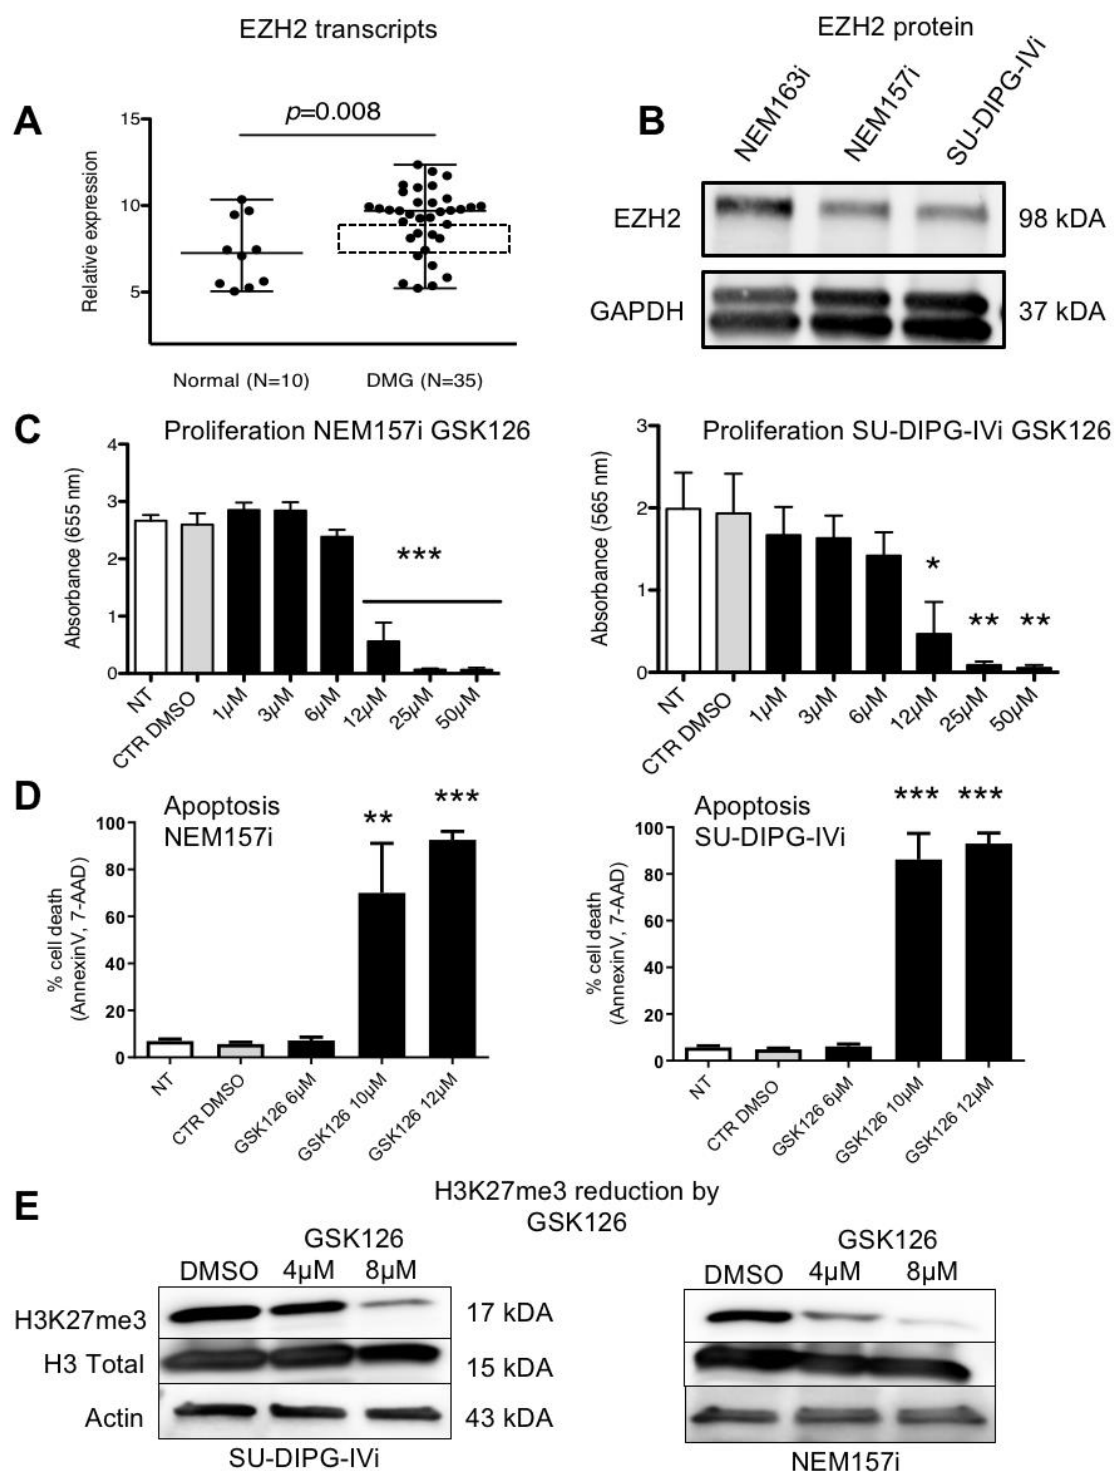 EZH2 transcripts
EZH2 protein
A
p=0.008
15
10
5
Relative expression
Normal (N=10)
DMG (N=35)
B
NEM163i
NEM157i
SU-DIPG-IVi
EZH2
98 kDA
GAPDH
37 kDA
C
Proliferation NEM157i GSK126
Absorbance (655 nm)
4
3
2
1
0
***
NT
CTR DMSO
1µM
3µM
6µM
12µM
25µM
50µM
Proliferation SU-DIPG-IVi GSK126
Absorbance (565 nm)
3
2
1
0
*
**
**
NT
CTR DMSO
1µM
3µM
6µM
12µM
25µM
50µM
D
Apoptosis
NEM157i
% cell death
(AnnexinV, 7-AAD)
100
80
60
40
20
0
**
***
NT
CTR DMSO
GSK126 6µM
GSK126 10µM
GSK126 12µM
Apoptosis
SU-DIPG-IVi
% cell death
(AnnexinV, 7-AAD)
100
80
60
40
20
0
***
***
NT
CTR DMSO
GSK126 6µM
GSK126 10µM
GSK126 12µM
E
H3K27me3 reduction by
GSK126
GSK126
DMSO
4µM
8µM
H3K27me3
17 kDA
H3 Total
15 kDA
Actin
43 kDA
SU-DIPG-IVi
GSK126
DMSO
4µM
8µM
NEM157i